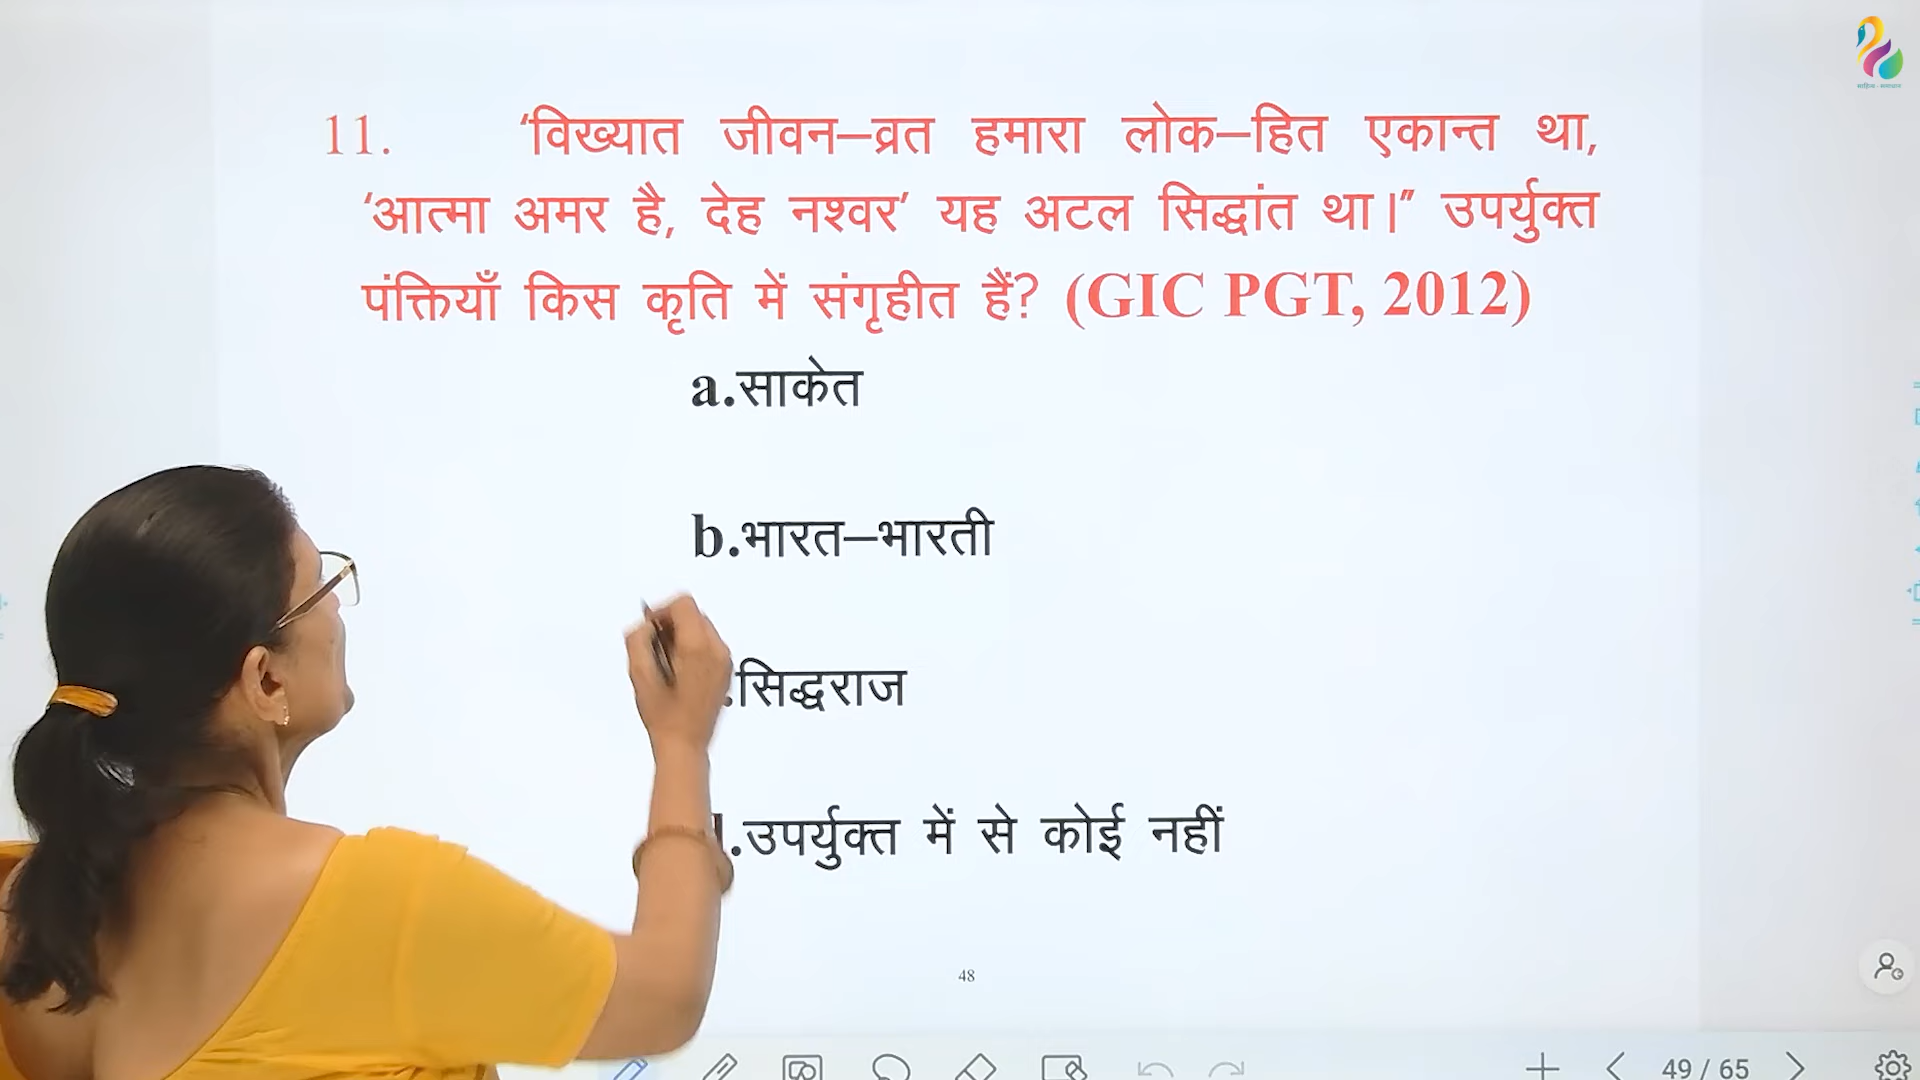 11. ‘विख्यात जीवन–व्रत हमारा लोक–हित एकान्त था,
‘आत्मा अमर है, देह नश्वर’ यह अटल सिद्धांत था।” उपर्युक्त
पंक्तियाँ किस कृति में संगृहीत हैं? (GIC PGT, 2012)
a.साकेत
b.भारत–भारती
.सिद्धराज
.उपर्युक्त में से कोई नहीं
48
49 / 65